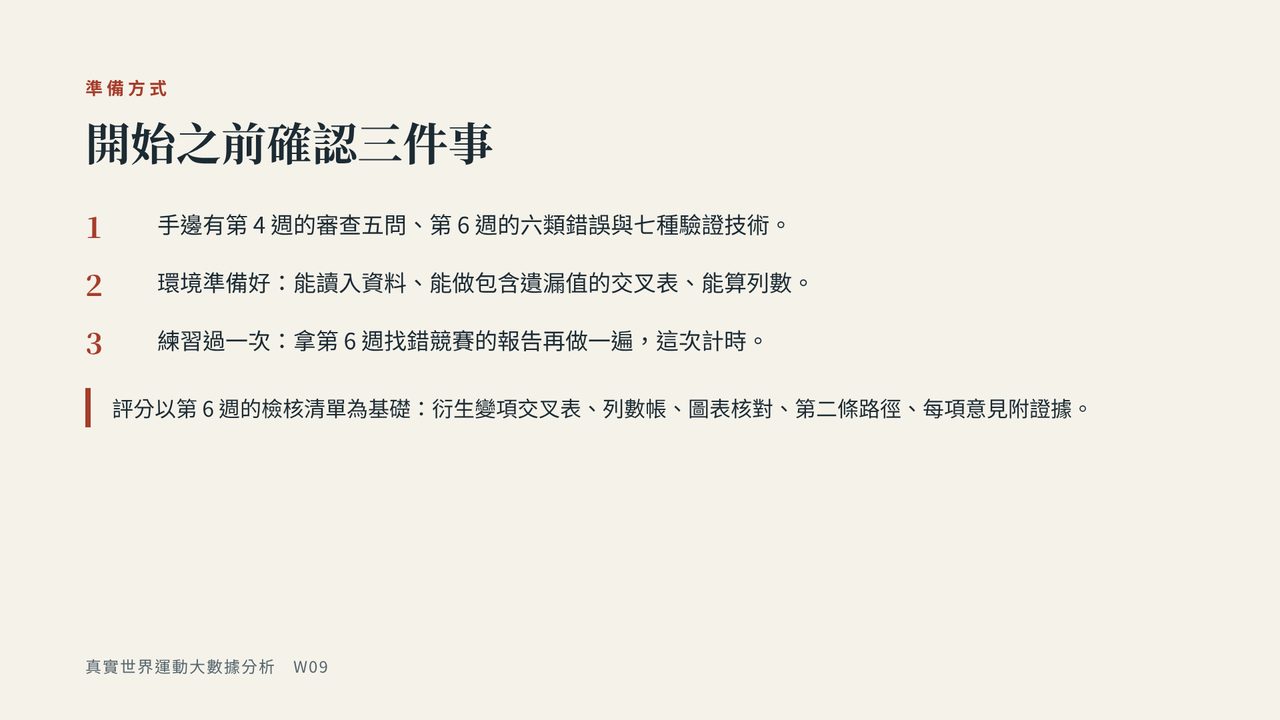 準備方式
開始之前確認三件事
1 手邊有第 4 週的審查五問、第 6 週的六類錯誤與七種驗證技術。
2 環境準備好：能讀入資料、能做包含遺漏值的交叉表、能算列數。
3 練習過一次：拿第 6 週找錯競賽的報告再做一遍，這次計時。
評分以第 6 週的檢核清單為基礎：衍生變項交叉表、列數帳、圖表核對、第二條路徑、每項意見附證據。
真實世界運動大數據分析 W09